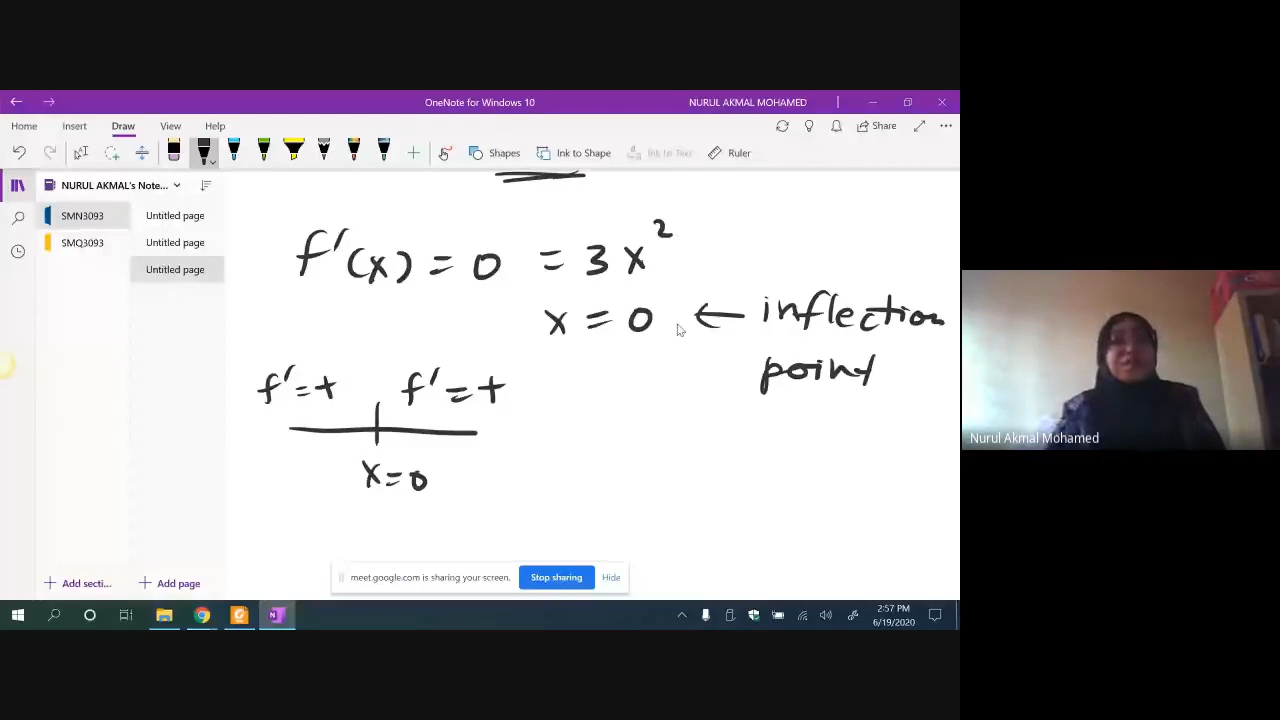 OneNote for Windows 10
NURUL AKMAL MOHAMED
Home Insert Draw View Help
Share
Shapes Ink to Shape Ink to Text Ruler
NURUL AKMAL's Note...
SMN3093
SMQ3093
Untitled page
Untitled page
Untitled page
f'(x) = 0 = 3x²
x = 0 ← inflection
point
f' = + f' = +
x = 0
Nurul Akmal Mohamed
Add secti... Add page
meet.google.com is sharing your screen. Stop sharing Hide
2:57 PM
6/19/2020